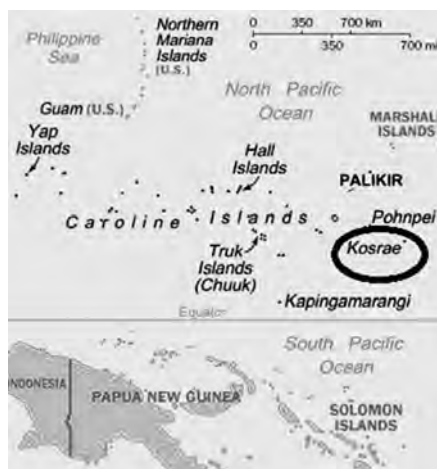 Philippine
Sea
Northern
Mariana
Islands
(U.S.)
0 350 700 km
0 350 700 mi
North Pacific
Ocean
Guam (U.S.)
MARSHALL
ISLANDS
Yap
Islands
Hall
Islands
PALIKIR
Caroline Islands
Pohnpei
Kosrae
Truk
Islands
(Chuuk)
Kapingamarangi
Equator
South Pacific
Ocean
INDONESIA
PAPUA NEW GUINEA
SOLOMON
ISLANDS